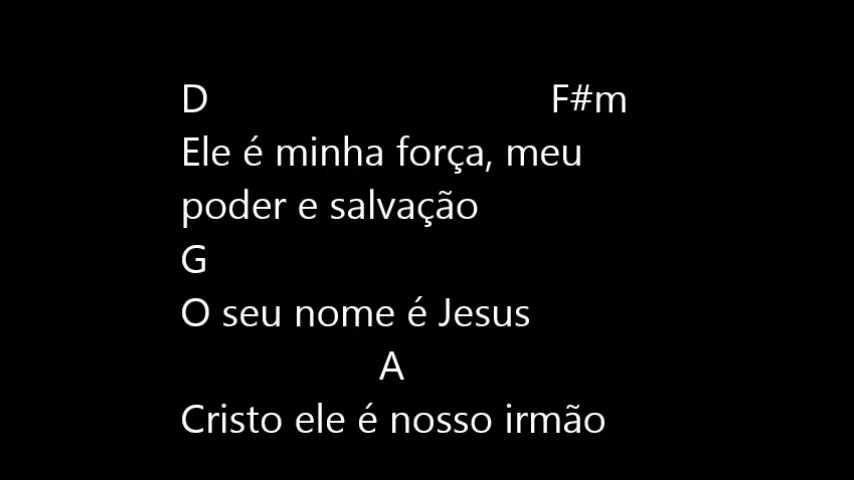 D F#m
Ele é minha força, meu
poder e salvação
G
O seu nome é Jesus
A
Cristo ele é nosso irmão